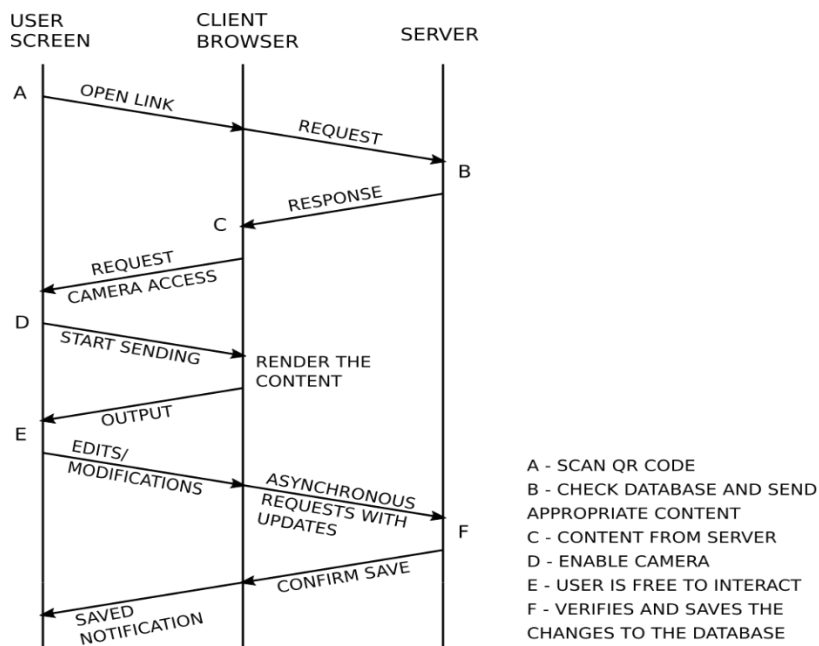 USER
SCREEN
CLIENT
BROWSER
SERVER
A
OPEN LINK
REQUEST
B
RESPONSE
C
REQUEST
CAMERA ACCESS
D
START SENDING
RENDER THE
CONTENT
OUTPUT
E
EDITS/
MODIFICATIONS
ASYNCHRONOUS
REQUESTS WITH
UPDATES
F
CONFIRM SAVE
SAVED
NOTIFICATION
A - SCAN QR CODE
B - CHECK DATABASE AND SEND
APPROPRIATE CONTENT
C - CONTENT FROM SERVER
D - ENABLE CAMERA
E - USER IS FREE TO INTERACT
F - VERIFIES AND SAVES THE
CHANGES TO THE DATABASE